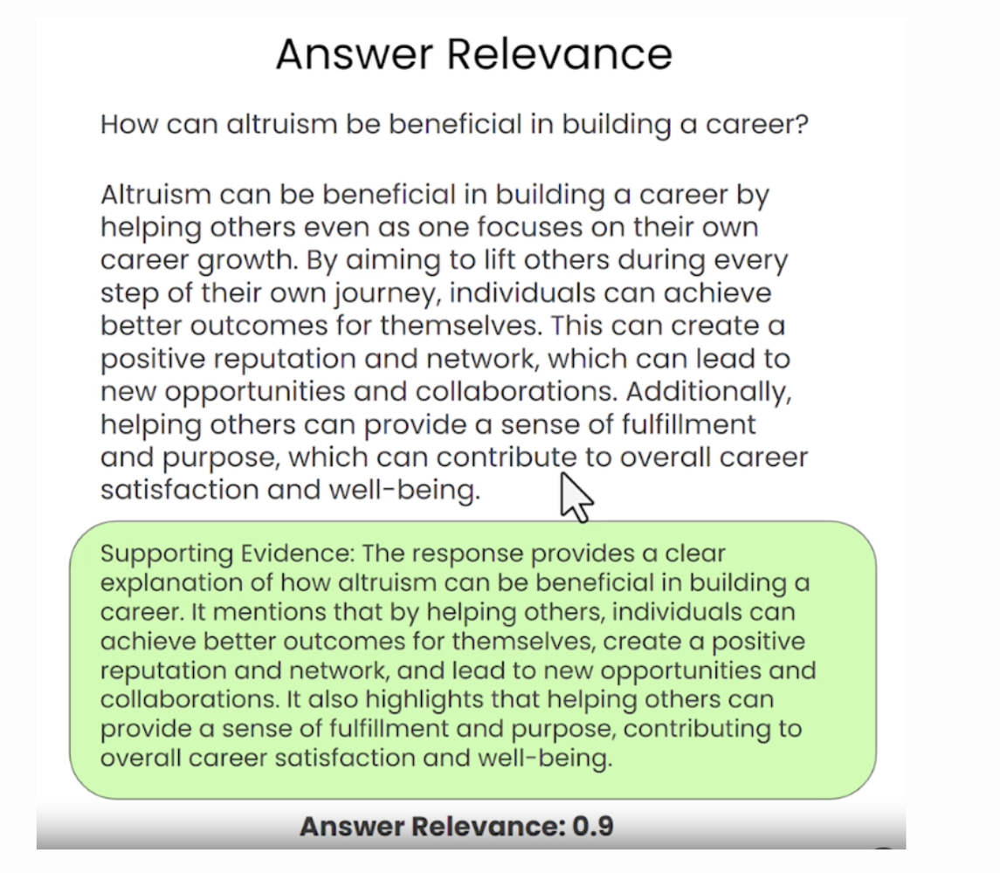 Answer Relevance
How can altruism be beneficial in building a career?
Altruism can be beneficial in building a career by
helping others even as one focuses on their own
career growth. By aiming to lift others during every
step of their own journey, individuals can achieve
better outcomes for themselves. This can create a
positive reputation and network, which can lead to
new opportunities and collaborations. Additionally,
helping others can provide a sense of fulfillment
and purpose, which can contribute to overall career
satisfaction and well-being.
Supporting Evidence: The response provides a clear
explanation of how altruism can be beneficial in building a
career. It mentions that by helping others, individuals can
achieve better outcomes for themselves, create a positive
reputation and network, and lead to new opportunities and
collaborations. It also highlights that helping others can
provide a sense of fulfillment and purpose, contributing to
overall career satisfaction and well-being.
Answer Relevance: 0.9